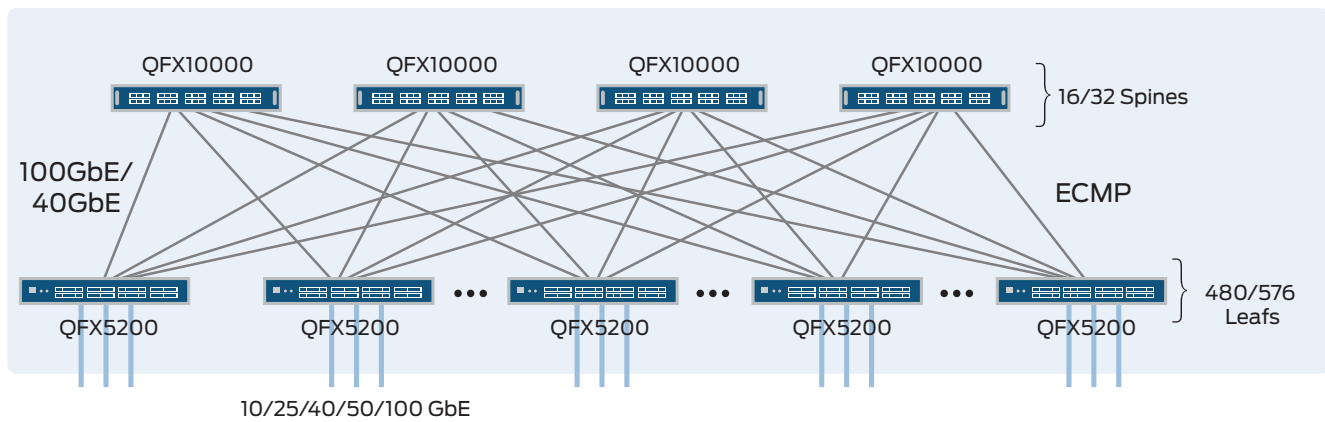 QFX10000 QFX10000 QFX10000 QFX10000
16/32 Spines
100GbE/
40GbE
ECMP
480/576
Leafs
QFX5200 QFX5200 QFX5200 QFX5200 QFX5200
10/25/40/50/100 GbE